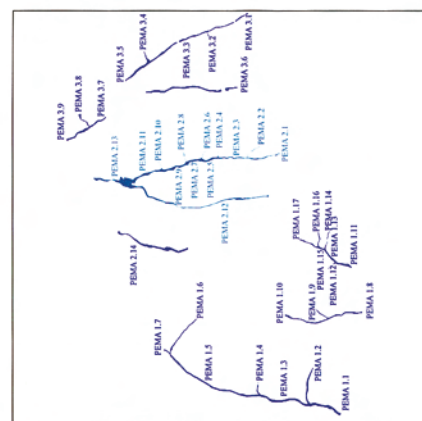 PEMA 3.9
PEMA 3.8
PEMA 3.7
PEMA 3.5
PEMA 3.4
PEMA 3.3
PEMA 3.2
PEMA 3.1
PEMA 3.6
PEMA 2.13
PEMA 2.11
PEMA 2.10
PEMA 2.8
PEMA 2.6
PEMA 2.4
PEMA 2.3
PEMA 2.2
PEMA 2.1
PEMA 2.9
PEMA 2.7
PEMA 2.5
PEMA 2.12
PEMA 2.14
PEMA 1.17
PEMA 1.16
PEMA 1.14
PEMA 1.13
PEMA 1.11
PEMA 1.15
PEMA 1.12
PEMA 1.10
PEMA 1.9
PEMA 1.8
PEMA 1.7
PEMA 1.6
PEMA 1.5
PEMA 1.4
PEMA 1.3
PEMA 1.2
PEMA 1.1